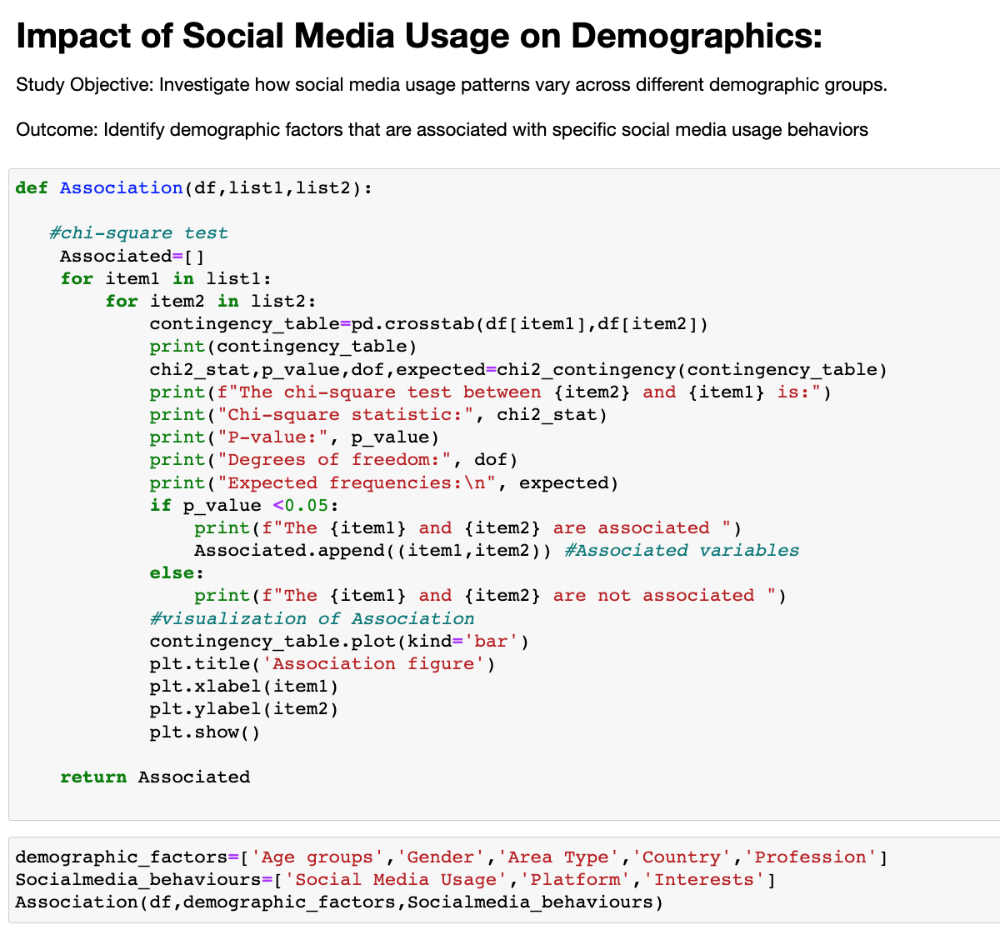 Impact of Social Media Usage on Demographics:
Study Objective: Investigate how social media usage patterns vary across different demographic groups.
Outcome: Identify demographic factors that are associated with specific social media usage behaviors
def Association(df,list1,list2):
#chi-square test
Associated=[]
for item1 in list1:
for item2 in list2:
contingency_table=pd.crosstab(df[item1],df[item2])
print(contingency_table)
chi2_stat,p_value,dof,expected=chi2_contingency(contingency_table)
print(f"The chi-square test between {item2} and {item1} is:")
print("Chi-square statistic:", chi2_stat)
print("P-value:", p_value)
print("Degrees of freedom:", dof)
print("Expected frequencies:\n", expected)
if p_value <0.05:
print(f"The {item1} and {item2} are associated ")
Associated.append((item1,item2)) #Associated variables
else:
print(f"The {item1} and {item2} are not associated ")
#visualization of Association
contingency_table.plot(kind='bar')
plt.title('Association figure')
plt.xlabel(item1)
plt.ylabel(item2)
plt.show()
return Associated
demographic_factors=['Age groups','Gender','Area Type','Country','Profession']
Socialmedia_behaviours=['Social Media Usage','Platform','Interests']
Association(df,demographic_factors,Socialmedia_behaviours)